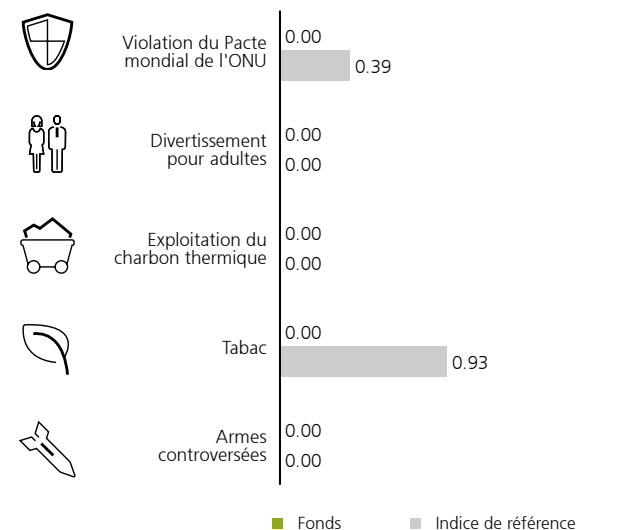 Violation du Pacte
mondial de l'ONU
0.00
0.39
Divertissement
pour adultes
0.00
0.00
Exploitation du
charbon thermique
0.00
0.00
Tabac
0.00
0.93
Armes
controversées
0.00
0.00
Fonds
Indice de référence